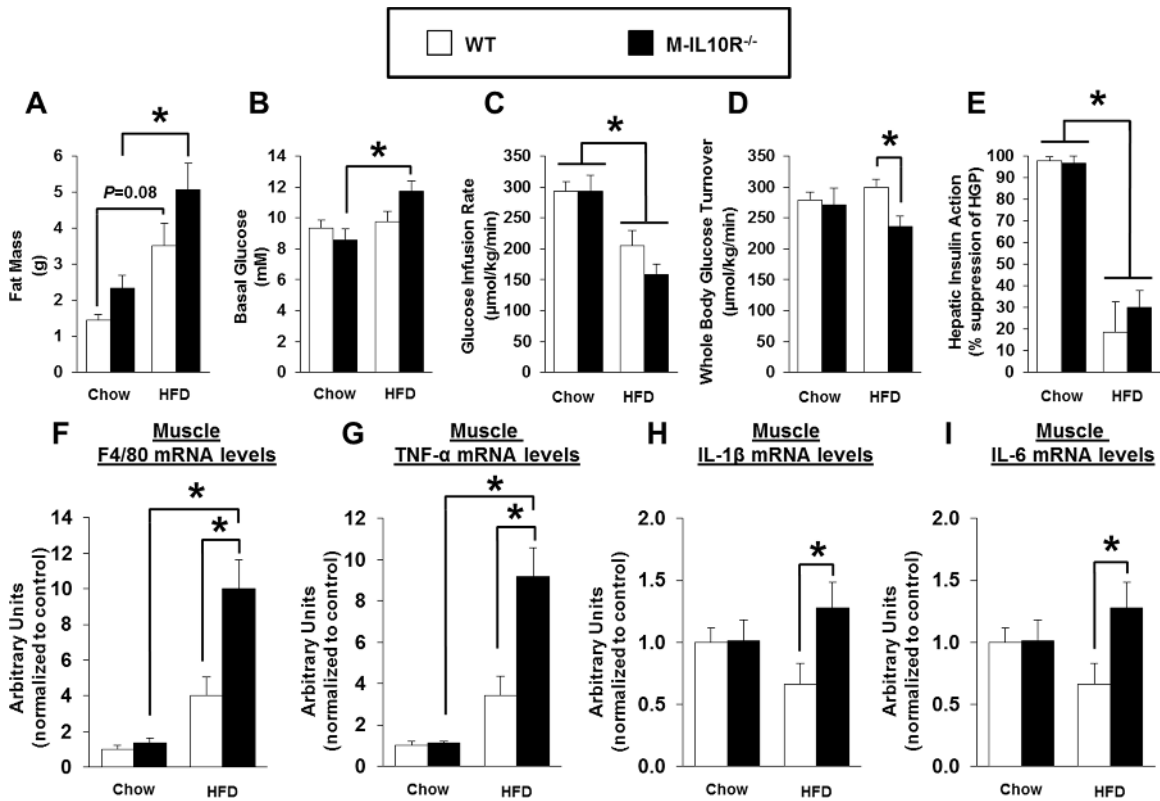 WT
M-IL10R-/-
A
Fat Mass
(g)
6
5
4
3
2
1
0
P=0.08
*
Chow
HFD
B
Basal Glucose
(mM)
14
12
10
8
6
4
2
0
*
Chow
HFD
C
Glucose Infusion Rate
(µmol/kg/min)
350
300
250
200
150
100
50
0
*
Chow
HFD
D
Whole Body Glucose Turnover
(µmol/kg/min)
350
300
250
200
250
300
350
0
*
Chow
HFD
E
Hepatic Insulin Action
(% suppression of HGP)
100
90
80
70
60
50
40
30
20
10
0
*
Chow
HFD
F
Muscle
F4/80 mRNA levels
Arbitrary Units
(normalized to control)
14
12
10
8
6
4
2
0
*
*
Chow
HFD
G
Muscle
TNF-α mRNA levels
Arbitrary Units
(normalized to control)
12
10
8
6
4
2
0
*
*
Chow
HFD
H
Muscle
IL-1β mRNA levels
Arbitrary Units
(normalized to control)
2.0
1.5
1.0
0.5
0.0
*
Chow
HFD
I
Muscle
IL-6 mRNA levels
Arbitrary Units
(normalized to control)
2.0
1.5
1.0
0.5
0.0
*
Chow
HFD